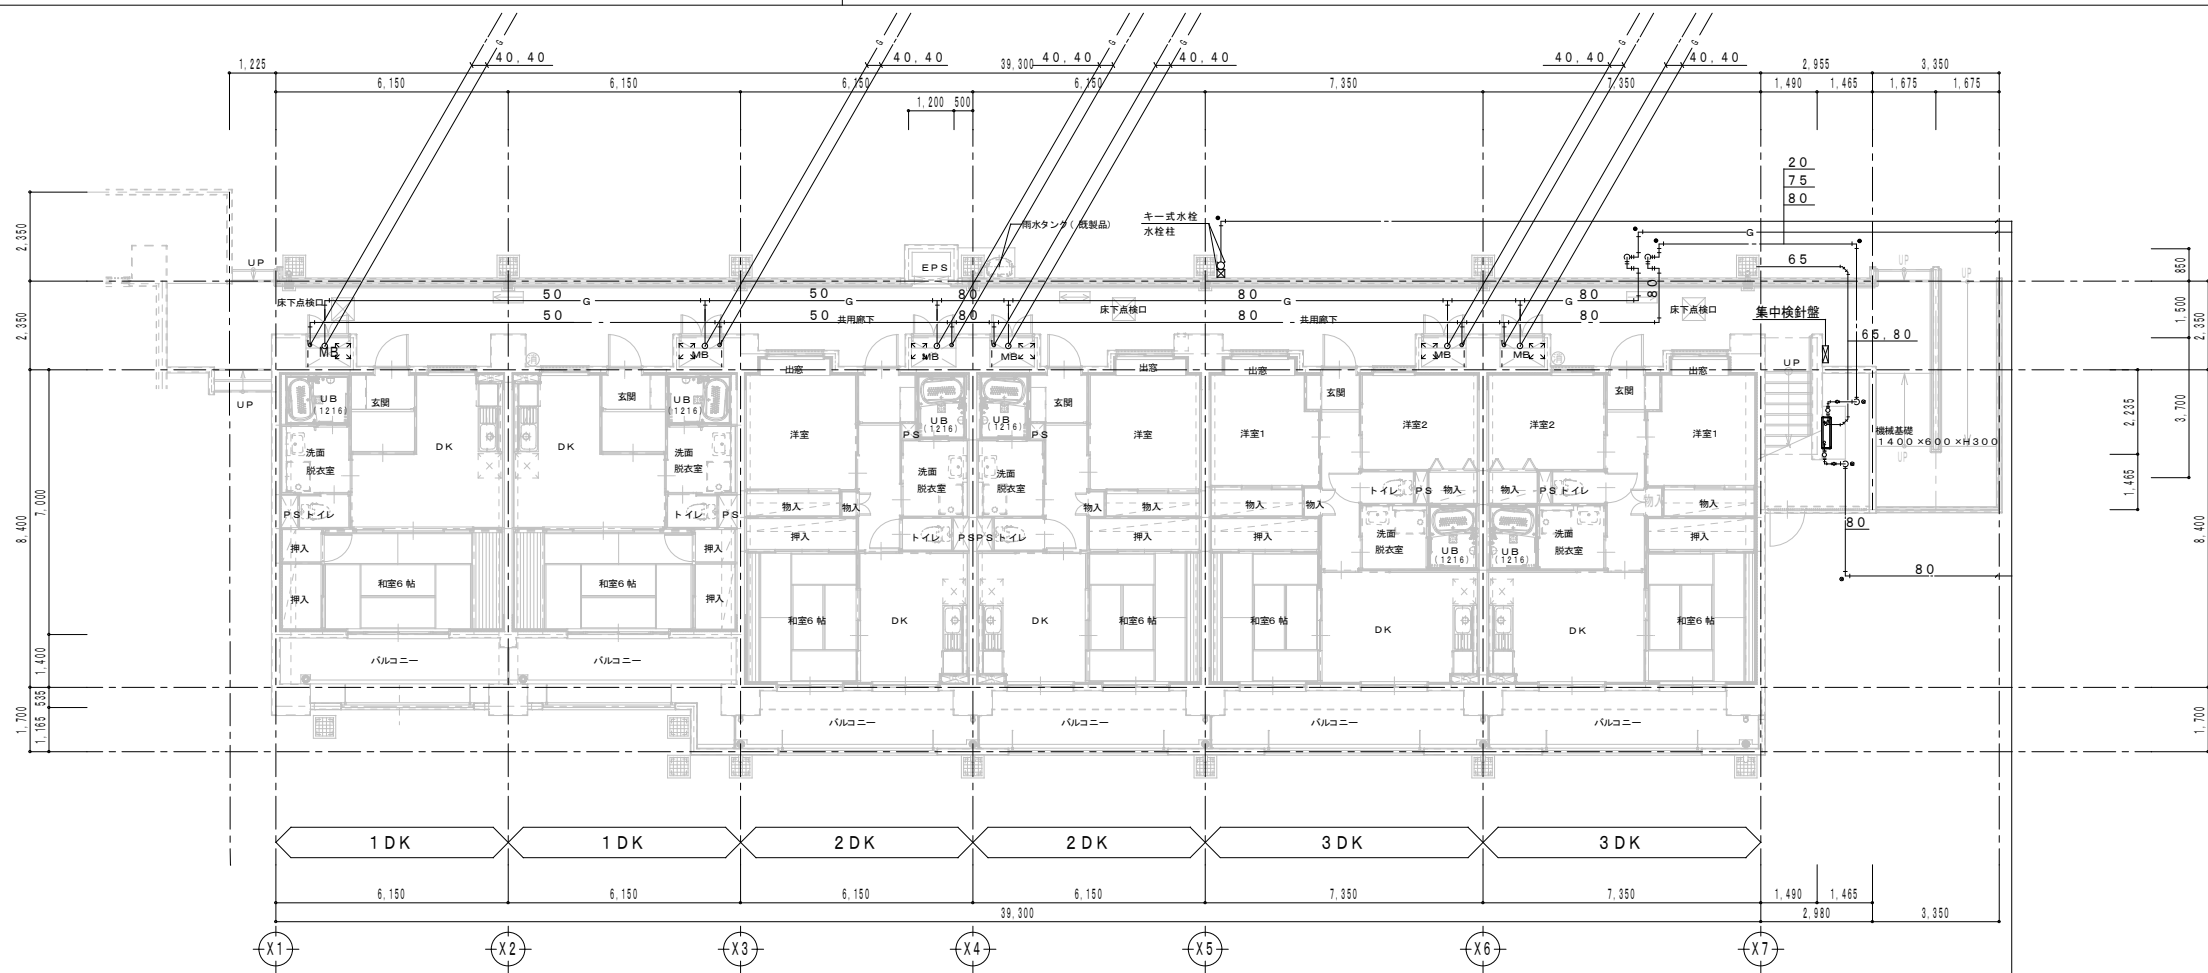 G G G G G G
40,40 40,40 40,40 40,40 40,40 40,40
1,225 39,300 2,955 3,350
6,150 6,150 6,150 6,150 7,350 7,350 1,490 1,465 1,675 1,675
1,200 500
20
75
80
キー式水栓
水栓柱
雨水タンク(既製品)
G
2,350
UP
EPS
65
80
850
UP
UP
床下点検口
50 G 50 G 80 80 G 80
床下点検口
床下点検口
集中検針盤
50 50 共用廊下 80 80 共用廊下 80
2,350
1,500
2,350
65,80
MB MB MB MB MB MB
出窓 出窓 出窓 出窓
UP
UP
UB
(1216)
玄関
玄関
UB
(1216)
UB
(1216)
玄関
UB
(1216)
玄関
玄関
2,235
3,700
洋室
PS
PS
洋室
洋室1
洋室2
洋室2
洋室1
機械基礎
1400×600×H300
UP
洗面
脱衣室
DK
DK
洗面
脱衣室
洗面
脱衣室
洗面
脱衣室
トイレ
PS
物入
物入
PS
トイレ
物入
1,465
8,400
7,000
PS
トイレ
トイレ
PS
物入
物入
物入
物入
物入
物入
物入
80
押入
押入
押入
トイレ
PS
PS
トイレ
押入
押入
洗面
脱衣室
UB
(1216)
UB
(1216)
洗面
脱衣室
押入
8,400
80
押入
和室6帖
和室6帖
押入
和室6帖
DK
DK
和室6帖
和室6帖
DK
DK
和室6帖
バルコニー
バルコニー
1,400
535
1,165
1,700
バルコニー
バルコニー
バルコニー
バルコニー
1,700
1DK 1DK 2DK 2DK 3DK 3DK
6,150 6,150 6,150 6,150 7,350 7,350 1,490 1,465
39,300 2,980 3,350
X1 X2 X3 X4 X5 X6 X7